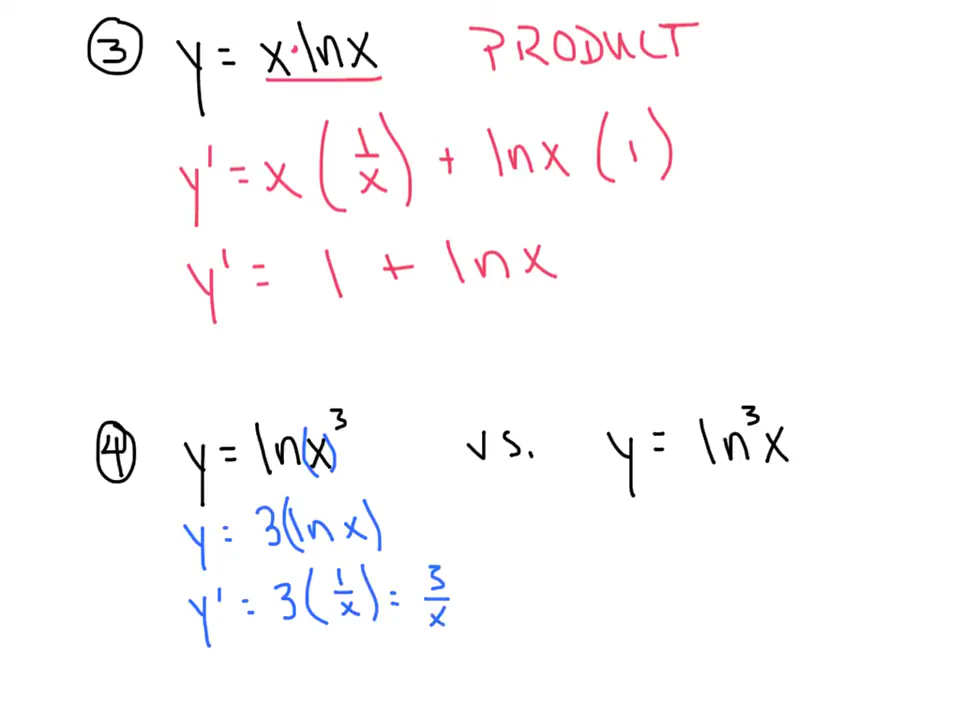 ③ y = x·lnx PRODUCT
y' = x (1/x) + lnx (1)
y' = 1 + lnx
④ y = ln(x)³ vs. y = ln³x
y = 3(lnx)
y' = 3(1/x) = 3/x